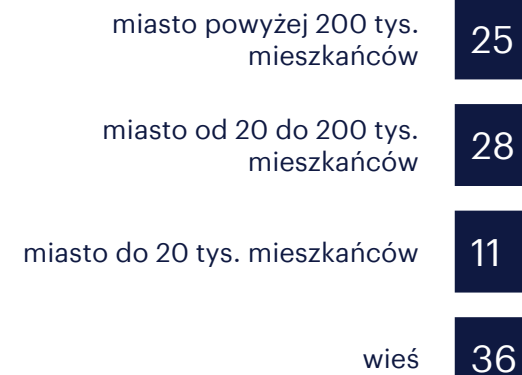 miasto powyżej 200 tys.
mieszkańców
25
miasto od 20 do 200 tys.
mieszkańców
28
miasto do 20 tys. mieszkańców
11
wieś
36